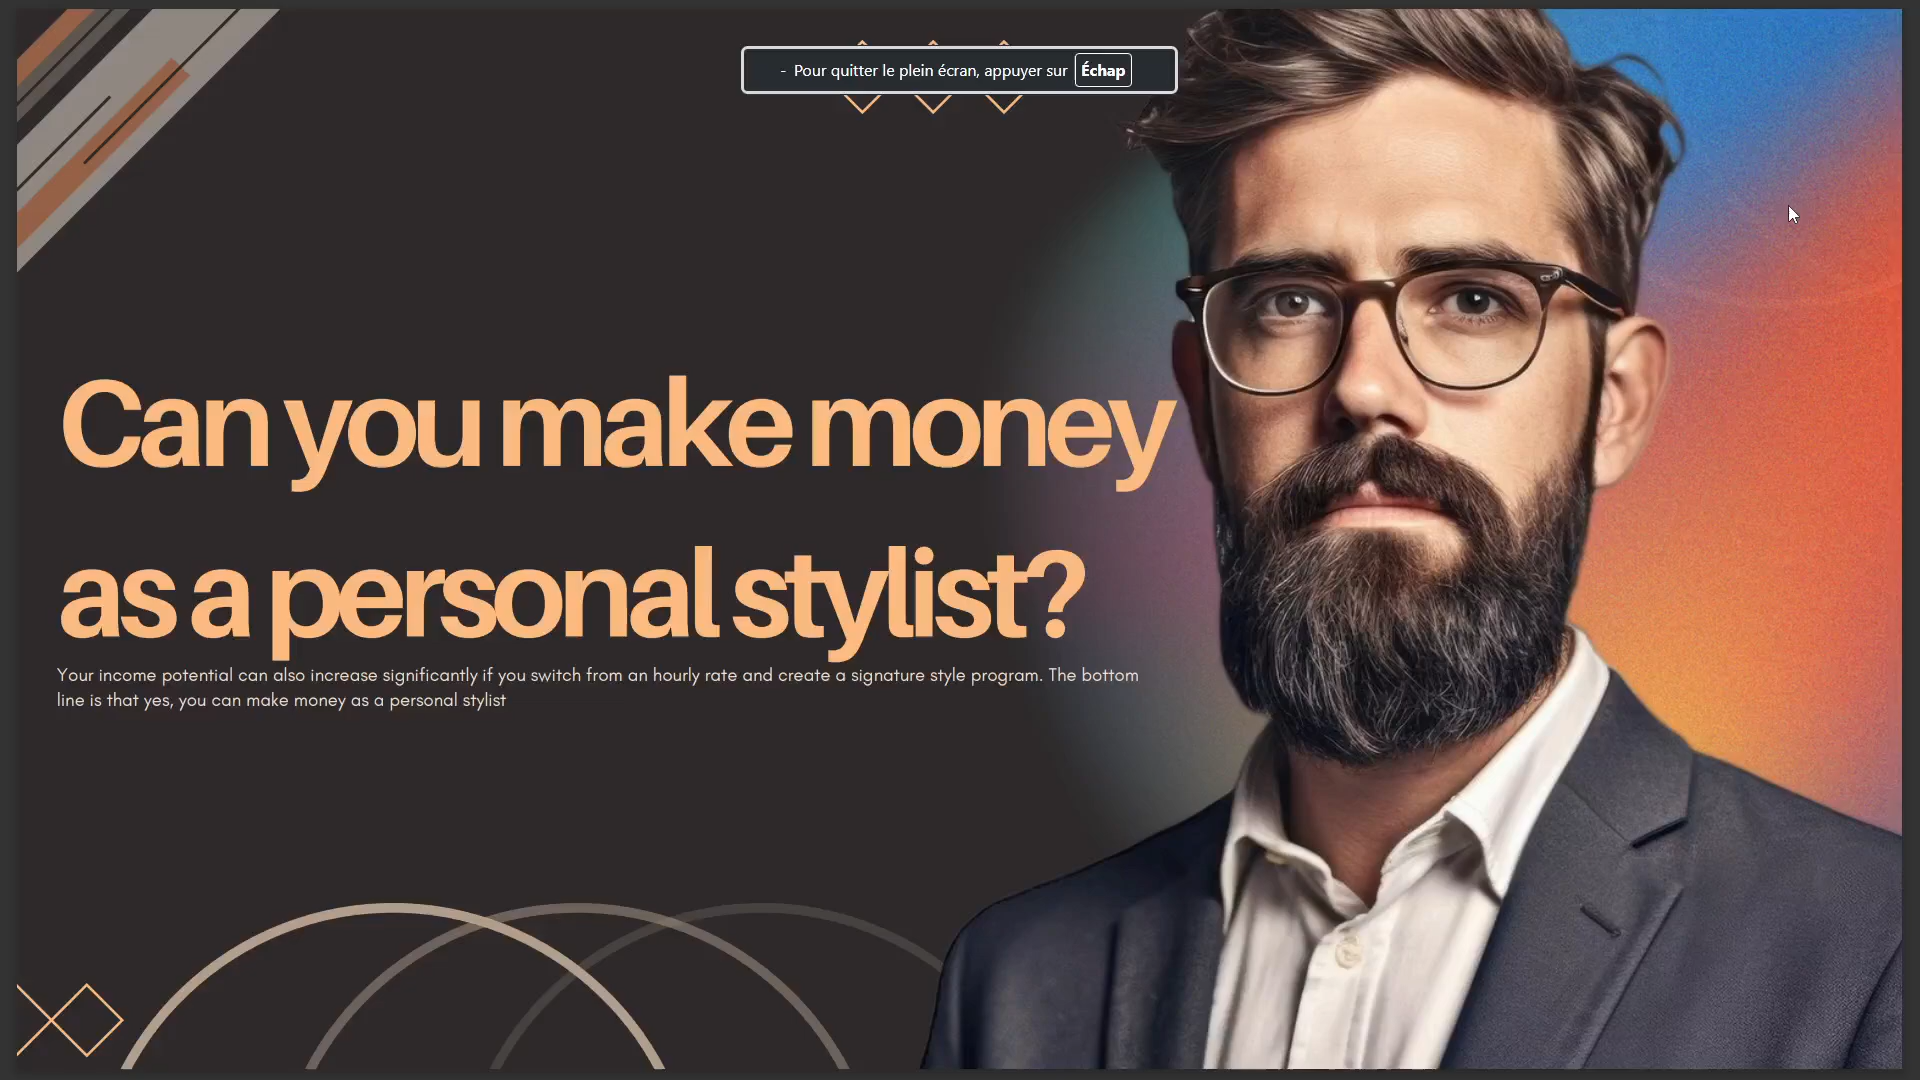 - Pour quitter le plein écran, appuyer sur Échap
Can you make money
as a personal stylist?
Your income potential can also increase significantly if you switch from an hourly rate and create a signature style program. The bottom
line is that yes, you can make money as a personal stylist